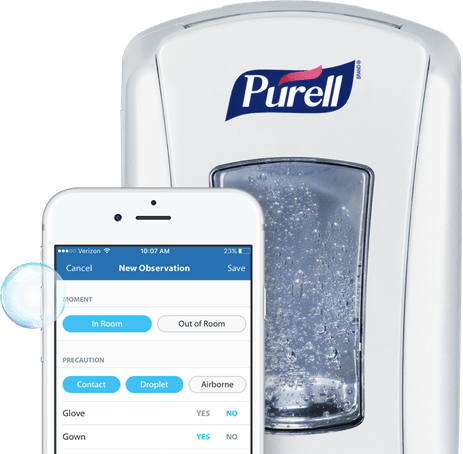 Purell
BRAND®
Verizon 10:07 AM 23%
Cancel New Observation Save
MOMENT
In Room Out of Room
PRECAUTION
Contact Droplet Airborne
Glove YES NO
Gown YES NO